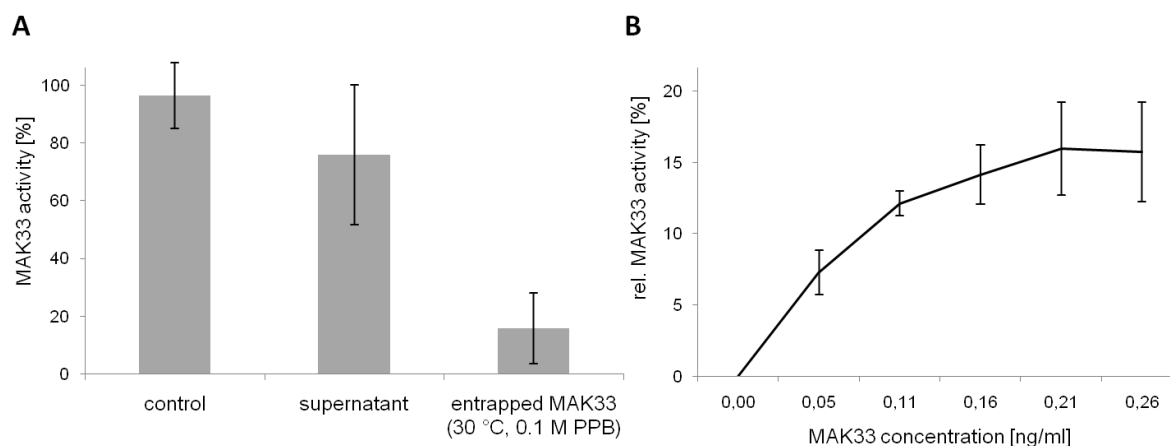 A
MAK33 activity [%]
100
80
60
40
20
0
control
supernatant
entrapped MAK33
(30 °C, 0.1 M PPB)
B
rel. MAK33 activity [%]
20
15
10
5
0
0,00 0,05 0,11 0,16 0,21 0,26
MAK33 concentration [ng/ml]